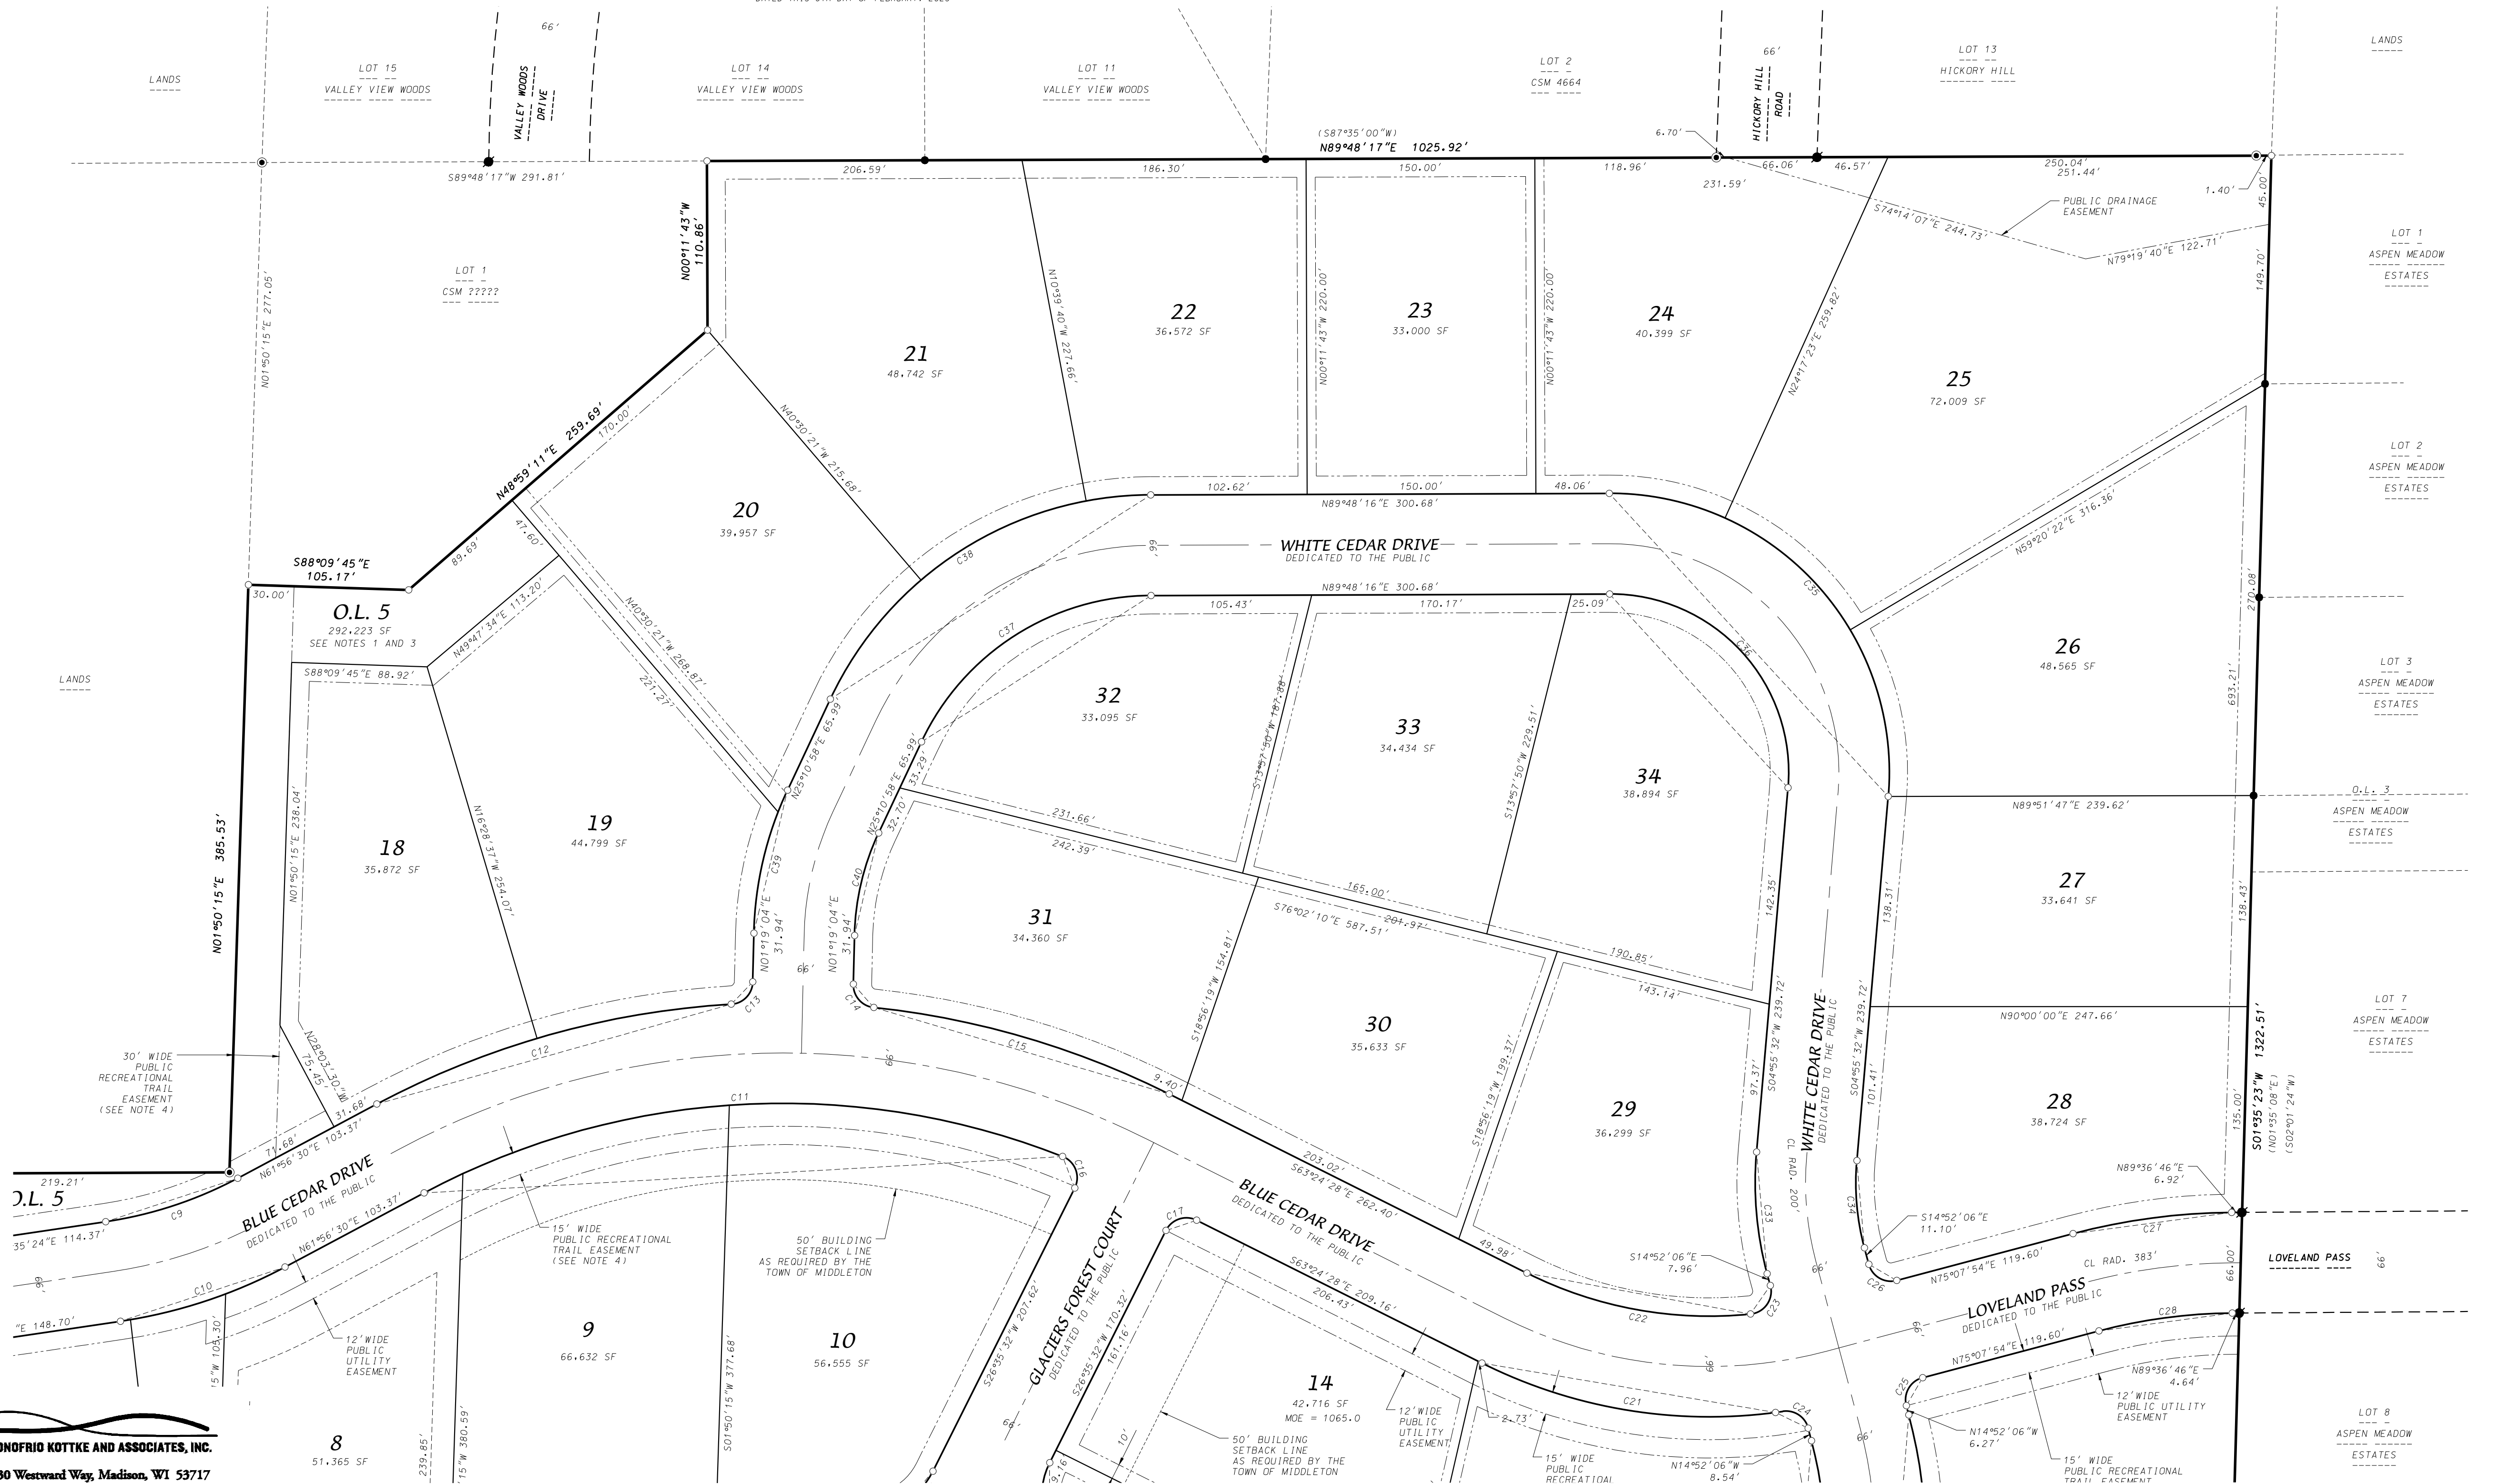 66'
66'
LANDS
LOT 15
VALLEY VIEW WOODS
VALLEY WOODS
DRIVE
LOT 14
VALLEY VIEW WOODS
LOT 11
VALLEY VIEW WOODS
LOT 2
CSM 4664
HICKORY HILL
ROAD
LOT 13
HICKORY HILL
LANDS
(S87°35'00"W)
N89°48'17"E 1025.92'
6.70'
S89°48'17"W 291.81'
206.59'
186.30'
150.00'
118.96'
231.59'
66.06'
46.57'
250.04'
251.44'
1.40'
45.00'
PUBLIC DRAINAGE
EASEMENT
S74°14'07"E 244.73'
N79°19'40"E 122.71'
149.70'
LOT 1
ASPEN MEADOW
ESTATES
N00°11'43"W
110.86'
LOT 1
CSM ?????
N01°50'15"E 277.05'
21
48,742 SF
N10°39'40"W 227.66'
22
36,572 SF
N00°11'43"W 220.00'
23
33,000 SF
N00°11'43"W 220.00'
24
40,399 SF
N24°17'23"E 259.82'
25
72,009 SF
N48°59'11"E 259.69'
170.00'
N40°30'21"W 215.68'
20
39,957 SF
47.60'
89.69'
102.62'
150.00'
48.06'
N89°48'16"E 300.68'
LOT 2
ASPEN MEADOW
ESTATES
N59°20'22"E 316.36'
S88°09'45"E
105.17'
30.00'
O.L. 5
292,223 SF
SEE NOTES 1 AND 3
N49°47'34"E 113.20'
S88°09'45"E 88.92'
N40°30'21"W 268.87'
221.27'
C38
66'
WHITE CEDAR DRIVE
DEDICATED TO THE PUBLIC
N89°48'16"E 300.68'
105.43'
170.17'
25.09'
C35
C36
C37
270.08'
693.21'
26
48,565 SF
LOT 3
ASPEN MEADOW
ESTATES
LANDS
32
33,095 SF
33
34,434 SF
34
38,894 SF
S13°57'50"W 187.88'
S13°57'50"W 229.51'
N25°10'58"E 65.99'
N25°10'58"E 65.99'
33.29'
32.70'
N89°51'47"E 239.62'
O.L. 3
ASPEN MEADOW
ESTATES
N01°50'15"E 385.53'
N01°50'15"E 238.04'
18
35,872 SF
N16°28'37"W 254.07'
19
44,799 SF
C39
C40
231.66'
242.39'
165.00'
S76°02'10"E 587.51'
201.97'
190.85'
143.14'
142.35'
138.31'
27
33,641 SF
138.43'
31
34,360 SF
N01°19'04"E
31.94'
N01°19'04"E
31.94'
66'
C13
C14
S18°56'19"W 154.81'
30
35,633 SF
S18°56'19"W 199.37'
29
36,299 SF
97.37'
S04°55'32"W 239.72'
WHITE CEDAR DRIVE
DEDICATED TO THE PUBLIC
CL RAD. 200'
S04°55'32"W 239.72'
101.41'
N90°00'00"E 247.66'
28
38,724 SF
135.00'
S01°35'23"W 1322.51'
(N01°35'08"E)
(S02°01'24"W)
LOT 7
ASPEN MEADOW
ESTATES
30' WIDE
PUBLIC
RECREATIONAL
TRAIL
EASEMENT
(SEE NOTE 4)
N28°03'30"W
75.45'
C12
C15
66'
9.40'
31.68'
71.68'
N61°56'30"E 103.37'
219.21'
O.L. 5
C9
35'24"E 114.37'
66'
BLUE CEDAR DRIVE
DEDICATED TO THE PUBLIC
N61°56'30"E 103.37'
C10
C11
C16
C17
15' WIDE
PUBLIC RECREATIONAL
TRAIL EASEMENT
(SEE NOTE 4)
50' BUILDING
SETBACK LINE
AS REQUIRED BY THE
TOWN OF MIDDLETON
203.02'
S63°24'28"E 262.40'
BLUE CEDAR DRIVE
DEDICATED TO THE PUBLIC
49.98'
S63°24'28"E 209.16'
206.43'
C22
C23
C33
C34
S14°52'06"E
7.96'
S14°52'06"E
11.10'
N89°36'46"E
6.92'
C26
C27
N75°07'54"E 119.60'
CL RAD. 383'
66.00'
LOVELAND PASS
66'
LOVELAND PASS
DEDICATED TO THE PUBLIC
66'
66'
66'
C28
N75°07'54"E 119.60'
N89°36'46"E
4.64'
12'WIDE
PUBLIC UTILITY
EASEMENT
C25
N14°52'06"W
6.27'
15' WIDE
PUBLIC RECREATIONAL
TRAIL EASEMENT
LOT 8
ASPEN MEADOW
ESTATES
"E 148.70'
5"W 105.30'
12'WIDE
PUBLIC
UTILITY
EASEMENT
9
66,632 SF
10
56,555 SF
S01°50'15"W 377.68'
15"W 380.59'
239.85'
8
51,365 SF
S26°35'32"W 207.62'
GLACIERS FOREST COURT
DEDICATED TO THE PUBLIC
66'
S26°35'32"W 170.32'
161.16'
9.16'
10'
14
42,716 SF
MOE = 1065.0
50' BUILDING
SETBACK LINE
AS REQUIRED BY THE
TOWN OF MIDDLETON
12'WIDE
PUBLIC
UTILITY
EASEMENT
2.73'
15' WIDE
PUBLIC
RECREATIONAL
C21
C24
66'
N14°52'06"W
8.54'
ONOFRIO KOTTKE AND ASSOCIATES, INC.
30 Westward Way, Madison, WI 53717